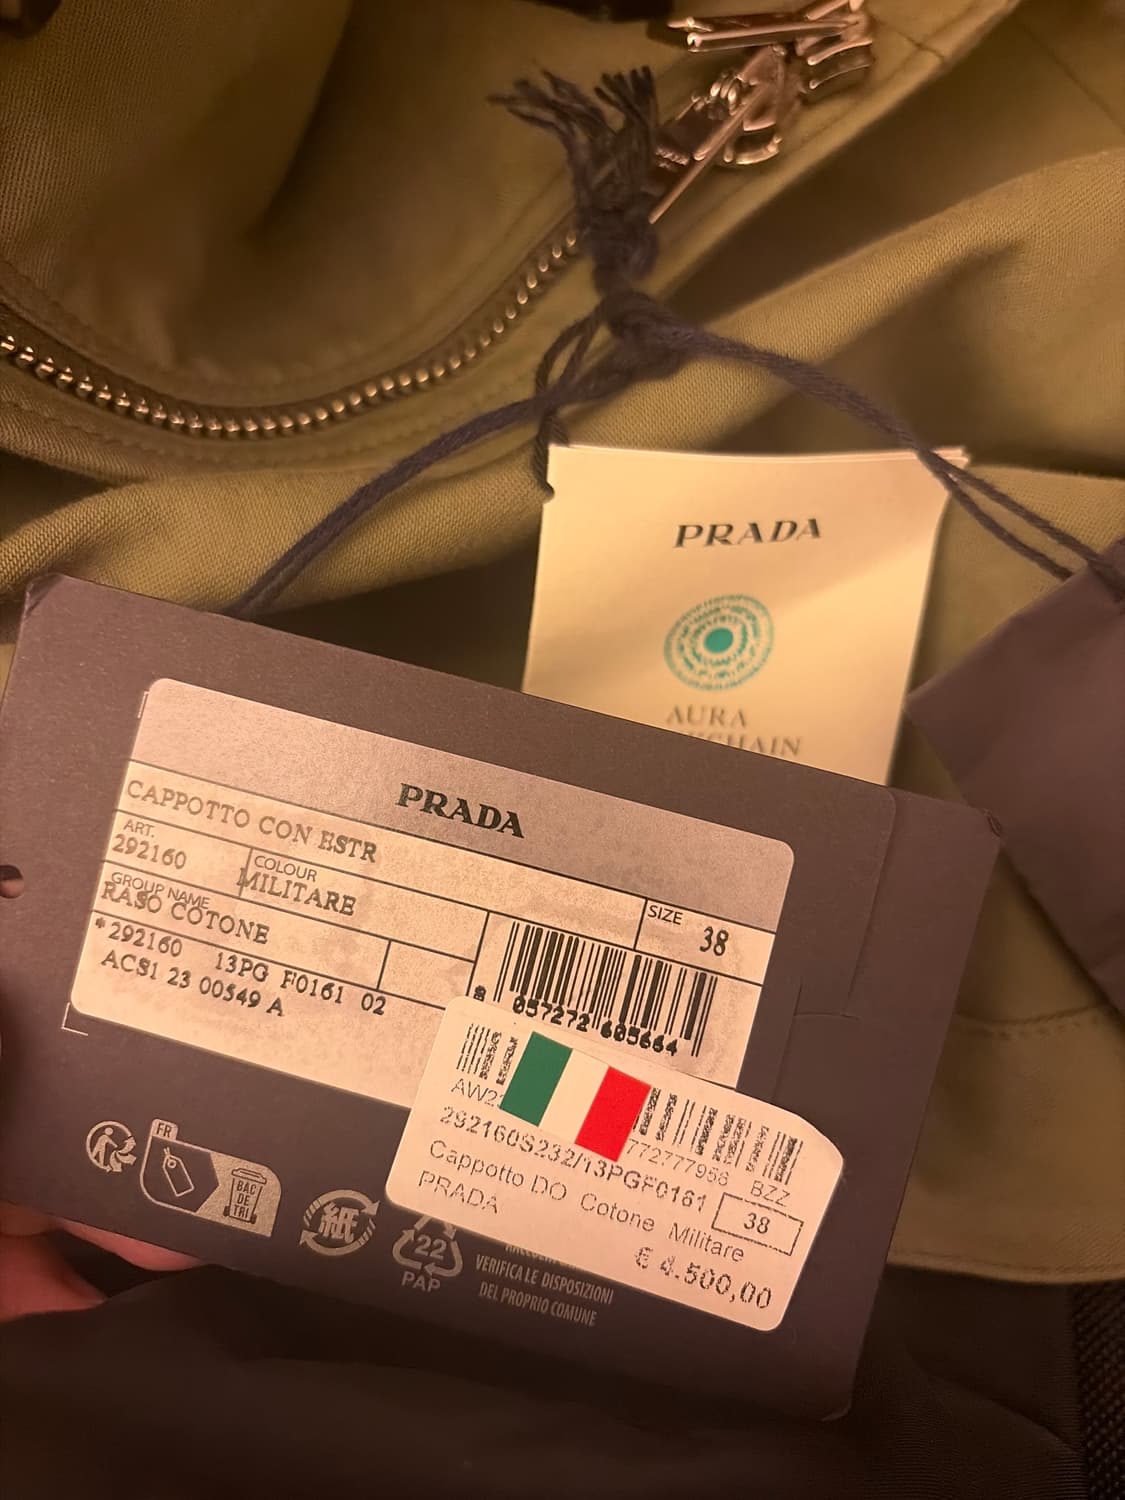 PRADA
AURA
PRADA
CAPPOTTO CON ESTR
ART.
292160
COLOUR
MILITARE
SIZE
38
GROUP NAME
RASO COTONE
*292160 13PG F0161 02
ACS1 23 00549 A
8 057272 605664
AW2
772777958 BZZ
292160S232/13PGF0161
38
Cappotto DO Cotone Militare
PRADA
€ 4.500,00
FR
BAC
DE
TRI
紙
22
PAP
VERIFICA LE DISPOSIZIONI
DEL PROPRIO COMUNE